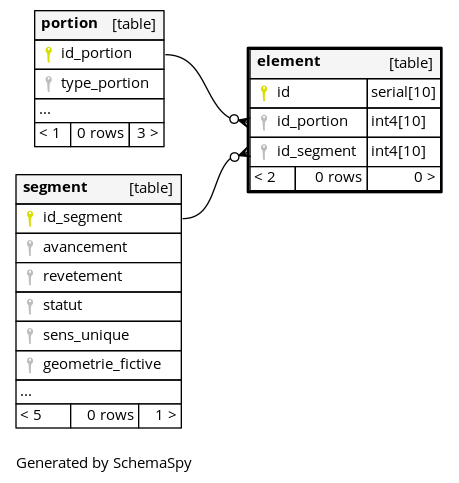 portion [table]
id_portion
type_portion
...
< 1 0 rows 3 >
element [table]
id serial[10]
id_portion int4[10]
id_segment int4[10]
< 2 0 rows 0 >
segment [table]
id_segment
avancement
revetement
statut
sens_unique
geometrie_fictive
...
< 5 0 rows 1 >
Generated by SchemaSpy